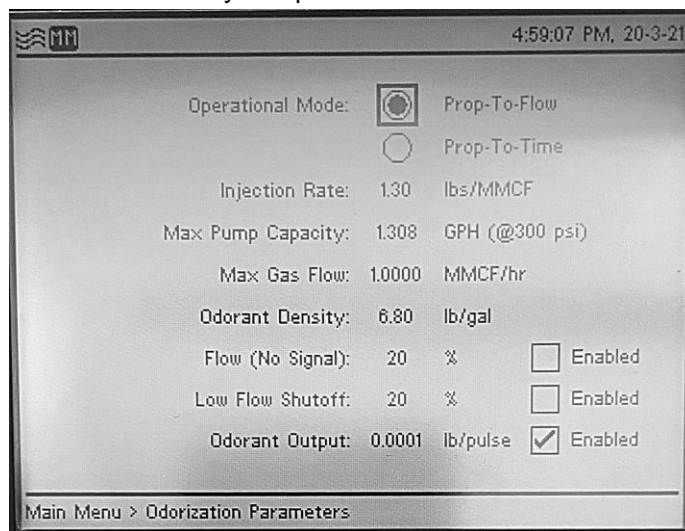 MM 4:59:07 PM, 20-3-21
Operational Mode: Prop-To-Flow
Prop-To-Time
Injection Rate: 1.30 lbs/MMCF
Max Pump Capacity: 1.308 GPH (@300 psi)
Max Gas Flow: 1.0000 MMCF/hr
Odorant Density: 6.80 lb/gal
Flow (No Signal): 20 % Enabled
Low Flow Shutoff: 20 % Enabled
Odorant Output: 0.0001 lb/pulse Enabled
Main Menu > Odorization Parameters